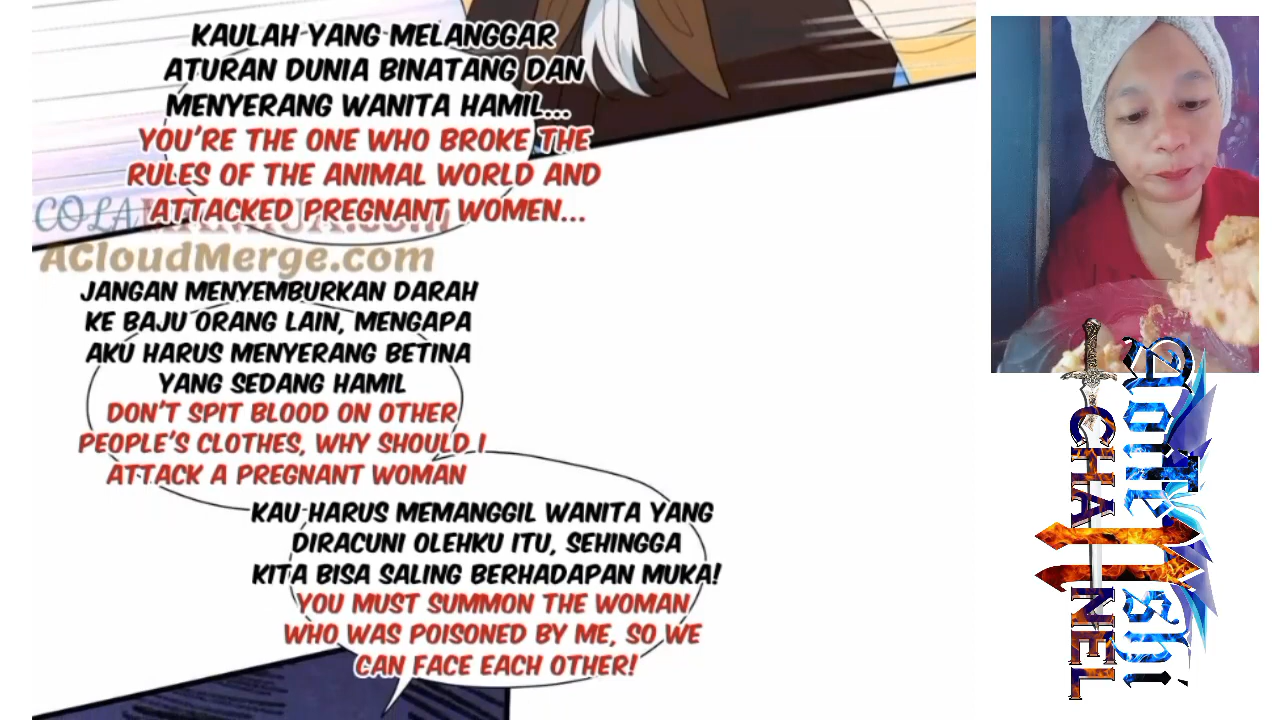 KAULAH YANG MELANGGAR
ATURAN DUNIA BINATANG DAN
MENYERANG WANITA HAMIL...
YOU'RE THE ONE WHO BROKE THE
RULES OF THE ANIMAL WORLD AND
ATTACKED PREGNANT WOMEN...
COLAMANGA.com
ACloudMerge.com
JANGAN MENYEMBURKAN DARAH
KE BAJU ORANG LAIN, MENGAPA
AKU HARUS MENYERANG BETINA
YANG SEDANG HAMIL
DON'T SPIT BLOOD ON OTHER
PEOPLE'S CLOTHES, WHY SHOULD I
ATTACK A PREGNANT WOMAN
KAU HARUS MEMANGGIL WANITA YANG
DIRACUNI OLEHKU ITU, SEHINGGA
KITA BISA SALING BERHADAPAN MUKA!
YOU MUST SUMMON THE WOMAN
WHO WAS POISONED BY ME, SO WE
CAN FACE EACH OTHER!
CHANNEL